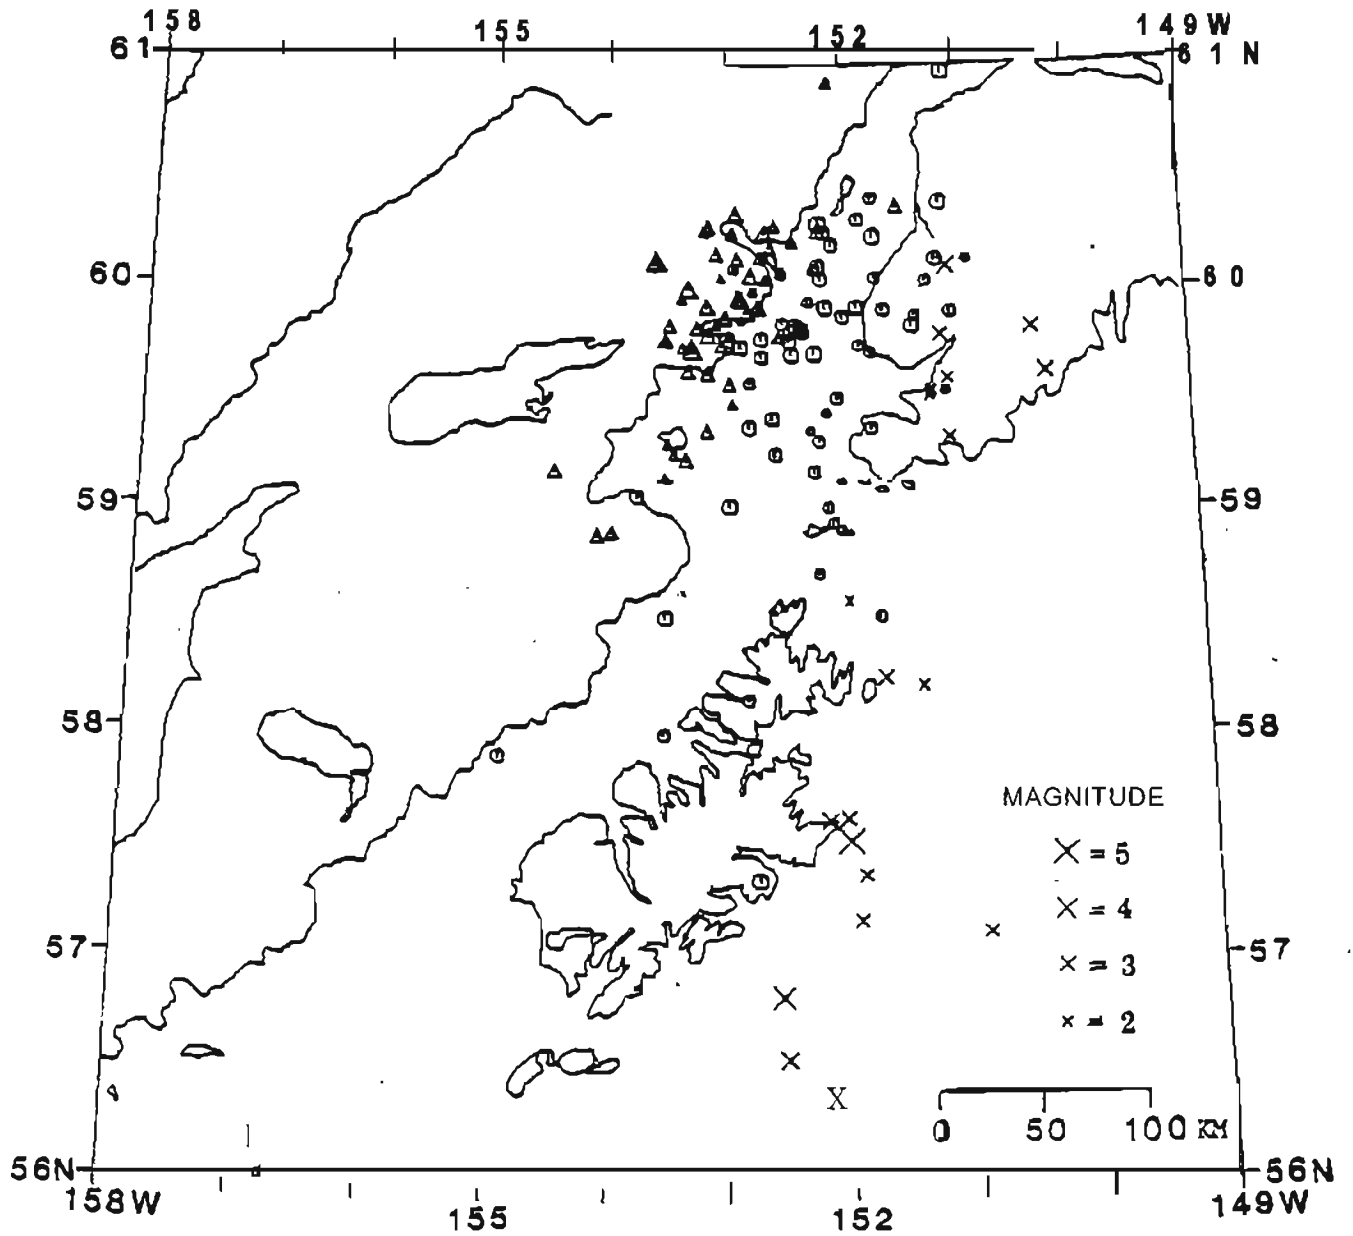 158 155 152 149W
61 61 N
60 60
59 59
58 58
MAGNITUDE
X = 5
X = 4
57 57
X = 3
X = 2
X
0 50 100 KM
56N 56N
158W 155 152 149W